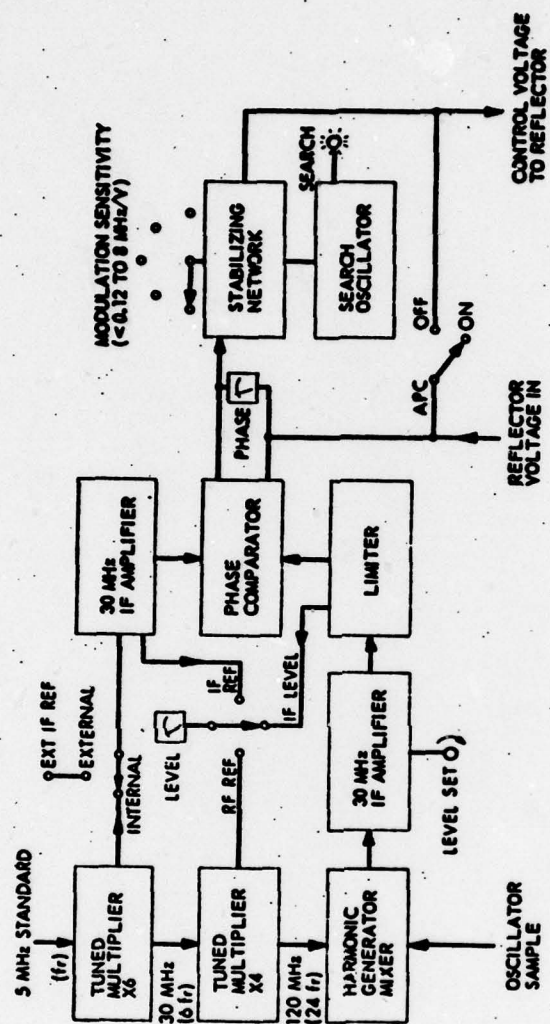 5 MHz STANDARD
(fr)
TUNED
MULTIPLIER
X6
30 MHz
(6 fr)
TUNED
MULTIPLIER
X4
120 MHz
(24 fr)
HARMONIC
GENERATOR
MIXER
OSCILLATOR
SAMPLE
EXT IF REF
EXTERNAL
INTERNAL
LEVEL
RF REF
IF
REF
IF LEVEL
30 MHz
IF AMPLIFIER
LEVEL SET
30 MHz
IF AMPLIFIER
PHASE
COMPARATOR
LIMITER
PHASE
MODULATION SENSITIVITY
(<0.12 TO 8 MHz/V)
STABILIZING
NETWORK
SEARCH
SEARCH
OSCILLATOR
APC
OFF
ON
REFLECTOR
VOLTAGE IN
CONTROL VOLTAGE
TO REFLECTOR